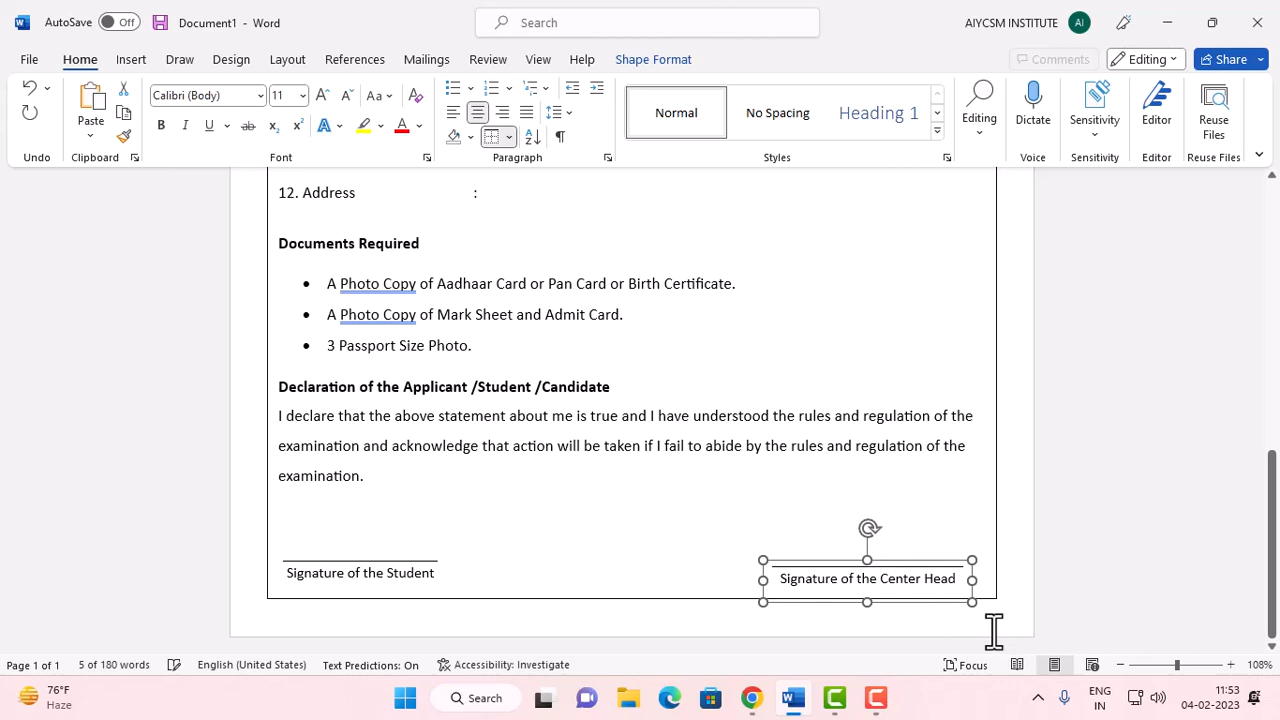 AutoSave Off Document1 - Word Search AIYCSM INSTITUTE AI
File Home Insert Draw Design Layout References Mailings Review View Help Shape Format Comments Editing Share
Calibri (Body) 11 Aa Normal No Spacing Heading 1
Paste Editing Dictate Sensitivity Editor Reuse Files
B I U ab x₂ x² A A
Undo Clipboard Font Paragraph Styles Voice Sensitivity Editor Reuse Files
12. Address :
Documents Required
• A Photo Copy of Aadhaar Card or Pan Card or Birth Certificate.
• A Photo Copy of Mark Sheet and Admit Card.
• 3 Passport Size Photo.
Declaration of the Applicant /Student /Candidate
I declare that the above statement about me is true and I have understood the rules and regulation of the
examination and acknowledge that action will be taken if I fail to abide by the rules and regulation of the
examination.
Signature of the Student
Signature of the Center Head
Page 1 of 1 5 of 180 words English (United States) Text Predictions: On Accessibility: Investigate Focus 108%
76°F Search ENG 11:53
Haze IN 04-02-2023